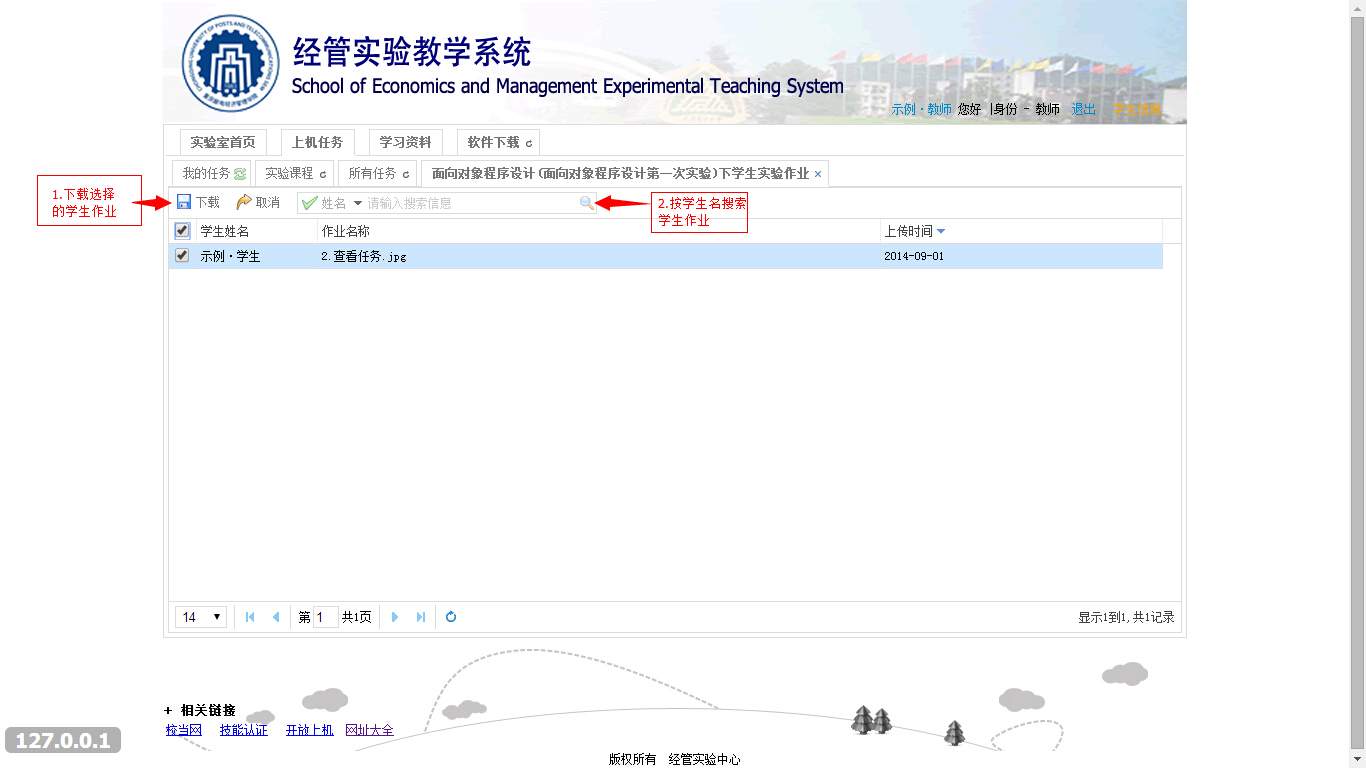 经管实验教学系统
School of Economics and Management Experimental Teaching System
示例·教师 您好 |身份 - 教师 退出
实验室首页 上机任务 学习资料 软件下载
我的任务 实验课程 所有任务 面向对象程序设计(面向对象程序设计第一次实验)下学生实验作业 ×
1.下载选择
的学生作业
下载 取消 姓名 请输入搜索信息
2.按学生名搜索
学生作业
学生姓名 作业名称 上传时间
示例·学生 2.查看任务.jpg 2014-09-01
14 第 1 共1页 显示1到1,共1记录
+ 相关链接
技能认证 开放上机 网址大全
127.0.0.1
版权所有 经管实验中心